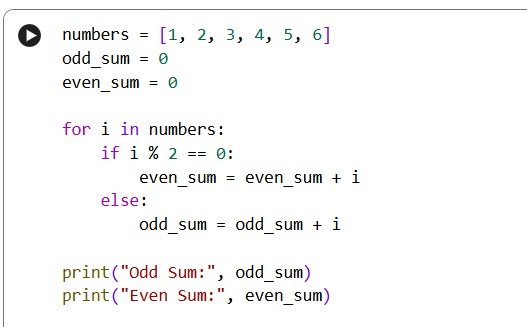 numbers = [1, 2, 3, 4, 5, 6]
odd_sum = 0
even_sum = 0

for i in numbers:
    if i % 2 == 0:
        even_sum = even_sum + i
    else:
        odd_sum = odd_sum + i

print("Odd Sum:", odd_sum)
print("Even Sum:", even_sum)